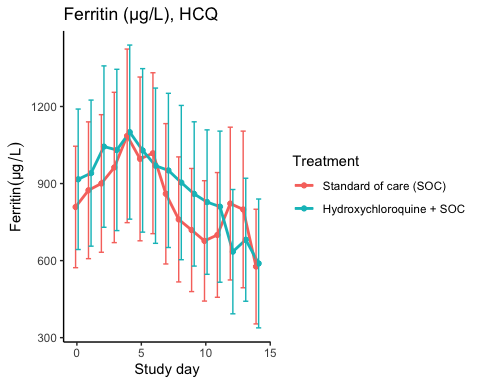 Ferritin (µg/L), HCQ
Ferritin(µg/L)
1200
900
600
300
0 5 10 15
Study day
Treatment
Standard of care (SOC)
Hydroxychloroquine + SOC